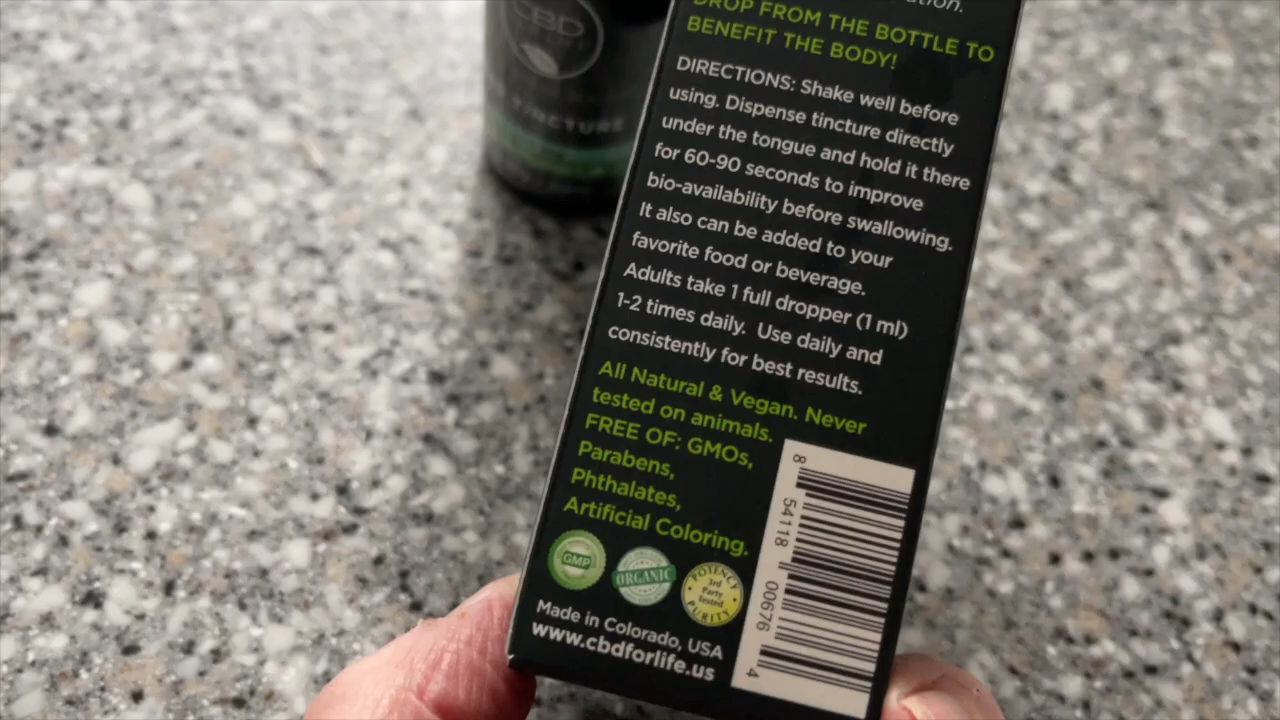 CBD
TINCTURE
DROP FROM THE BOTTLE TO
BENEFIT THE BODY!
DIRECTIONS: Shake well before
using. Dispense tincture directly
under the tongue and hold it there
for 60-90 seconds to improve
bio-availability before swallowing.
It also can be added to your
favorite food or beverage.
Adults take 1 full dropper (1 ml)
1-2 times daily. Use daily and
consistently for best results.
All Natural & Vegan. Never
tested on animals.
FREE OF: GMOs,
Parabens,
Phthalates,
Artificial Coloring.
GMP
ORGANIC
POTENCY
3rd
Party
Tested
PURITY
Made in Colorado, USA
www.cbdforlife.us
8 54118 00676 4